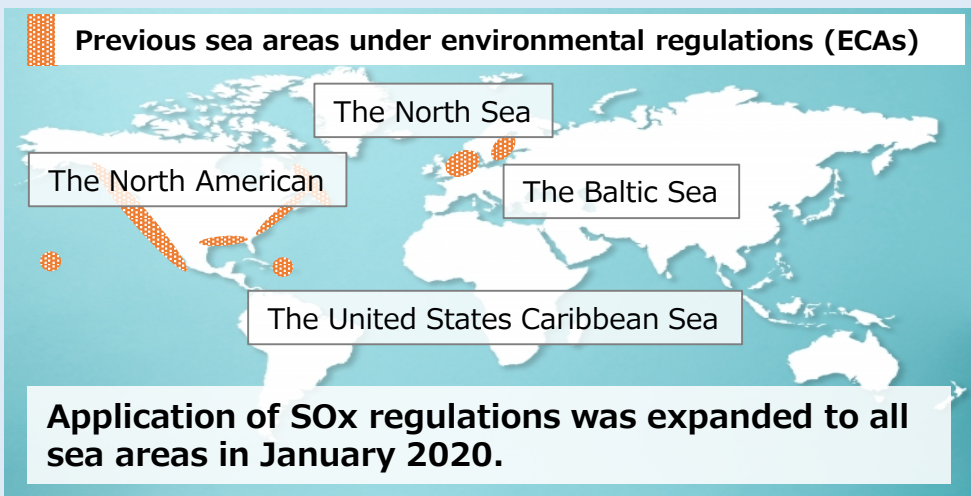 Previous sea areas under environmental regulations (ECAs)
The North Sea
The North American
The Baltic Sea
The United States Caribbean Sea
Application of SOx regulations was expanded to all
sea areas in January 2020.